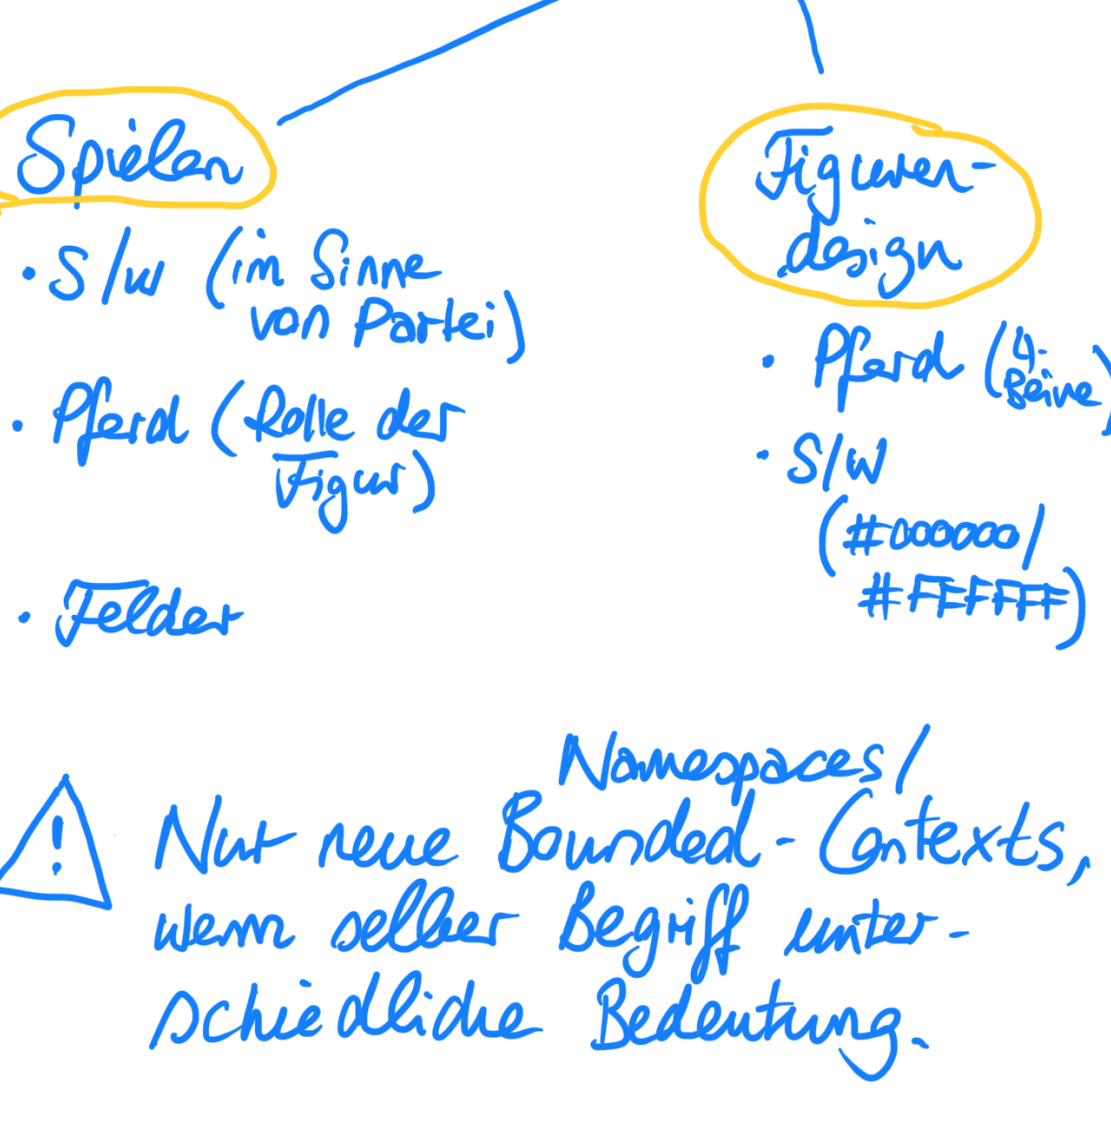 Spielen
• S/W (im Sinne
von Partei)
• Pferd (Rolle der
Figur)
• Felder
Figuren-
design
• Pferd (4-
Beine)
• S/W
(#000000/
#FFFFFF)
Namespaces/
! Nur neue Bounded-Contexts,
wenn selber Begriff unter-
schiedliche Bedeutung.